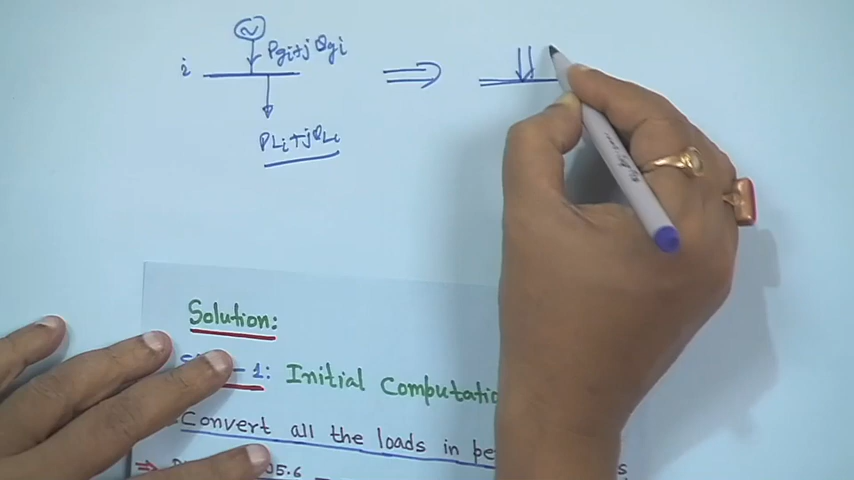 Pgi+jQgi
i
PLi+jQLi
Solution:
-1: Initial Computatio
Convert all the loads in pe
05.6